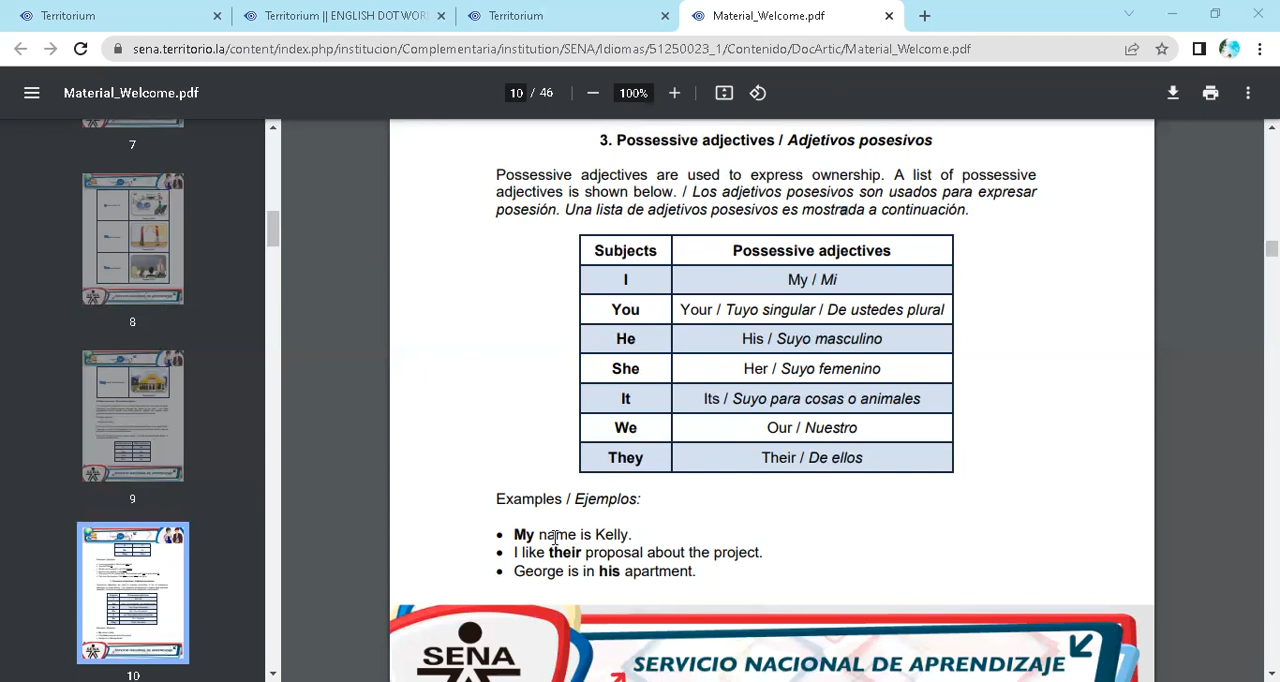 Territorium
Territorium || ENGLISH DOT WOR
Territorium
Material_Welcome.pdf
sena.territorio.la/content/index.php/institucion/Complementaria/institution/SENA/Idiomas/51250023_1/Contenido/DocArtic/Material_Welcome.pdf
Material_Welcome.pdf
10 / 46
100%
7
8
9
10
3. Possessive adjectives / Adjetivos posesivos
Possessive adjectives are used to express ownership. A list of possessive
adjectives is shown below. / Los adjetivos posesivos son usados para expresar
posesión. Una lista de adjetivos posesivos es mostrada a continuación.
Subjects Possessive adjectives
I My / Mi
You Your / Tuyo singular / De ustedes plural
He His / Suyo masculino
She Her / Suyo femenino
It Its / Suyo para cosas o animales
We Our / Nuestro
They Their / De ellos
Examples / Ejemplos:
• My name is Kelly.
• I like their proposal about the project.
• George is in his apartment.
SENA
SERVICIO NACIONAL DE APRENDIZAJE